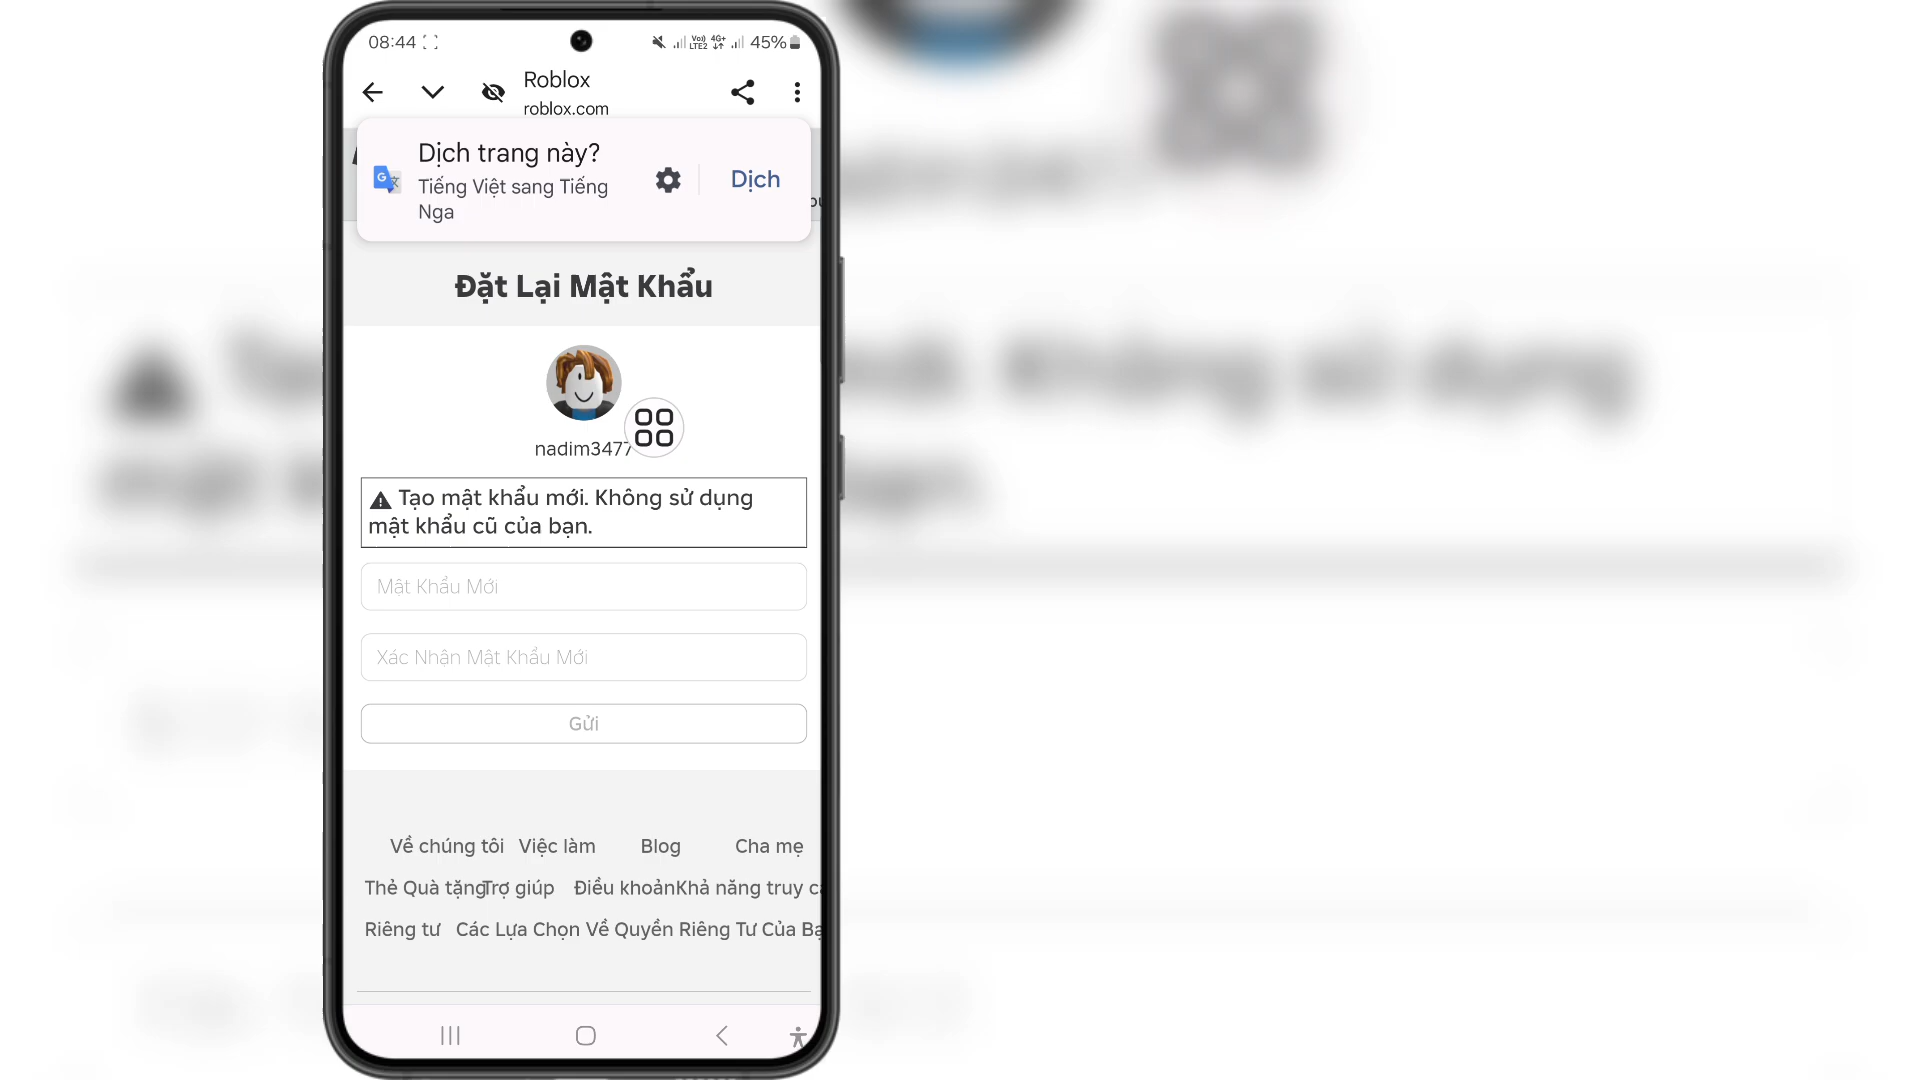 08:44
Vo)) LTE2 4G+ 45%
Roblox
roblox.com
Dịch trang này?
Tiếng Việt sang Tiếng
Nga
Dịch
Đặt Lại Mật Khẩu
nadim3477
Tạo mật khẩu mới. Không sử dụng
mật khẩu cũ của bạn.
Mật Khẩu Mới
Xác Nhận Mật Khẩu Mới
Gửi
Về chúng tôi Việc làm Blog Cha mẹ
Thẻ Quà tặng Trợ giúp Điều khoản Khả năng truy
Riêng tư Các Lựa Chọn Về Quyền Riêng Tư Của